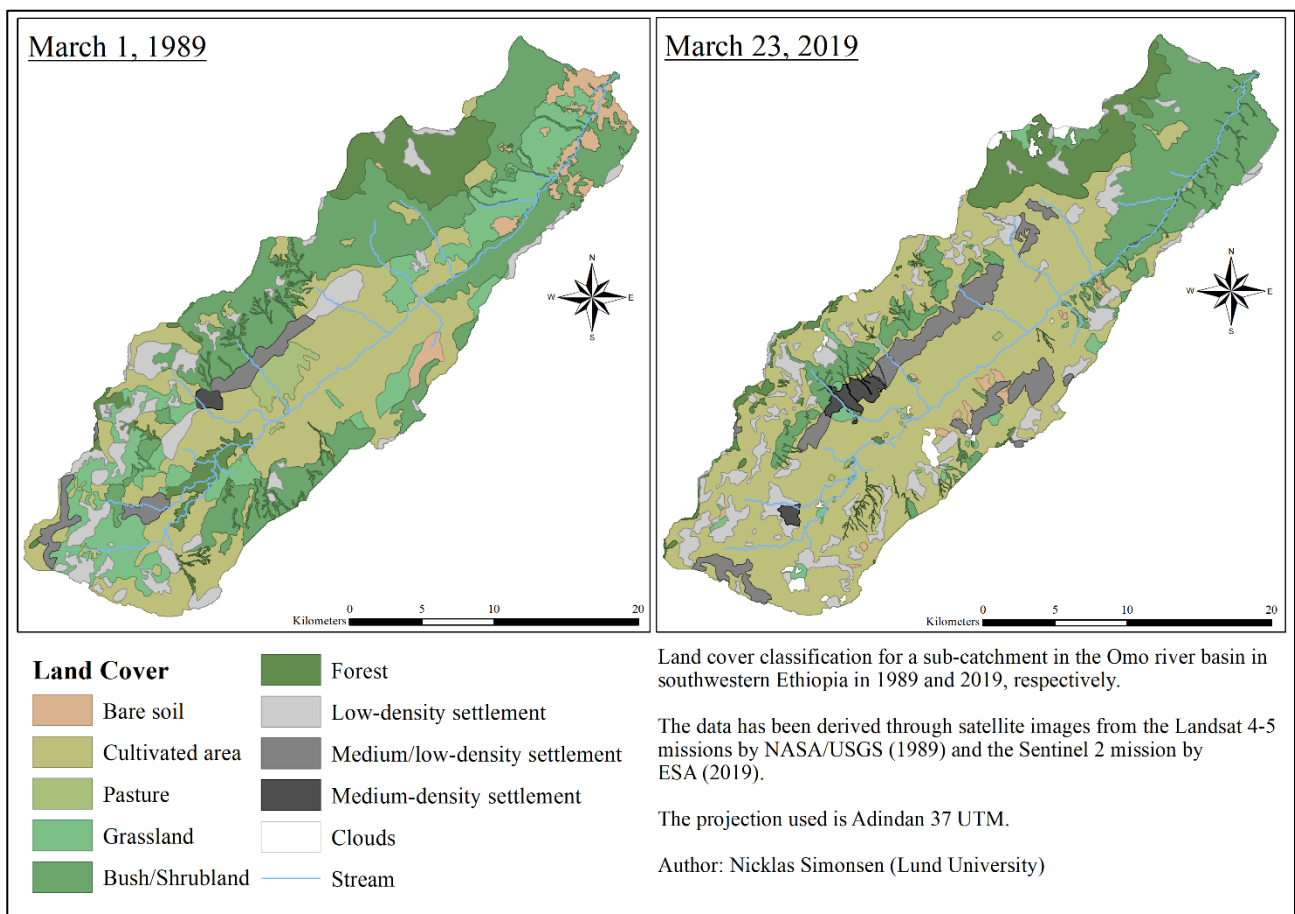 March 1, 1989
N
W E
S
0 5 10 20
Kilometers
March 23, 2019
N
W E
S
0 5 10 20
Kilometers
Land Cover
Bare soil
Cultivated area
Pasture
Grassland
Bush/Shrubland
Forest
Low-density settlement
Medium/low-density settlement
Medium-density settlement
Clouds
Stream
Land cover classification for a sub-catchment in the Omo river basin in
southwestern Ethiopia in 1989 and 2019, respectively.
The data has been derived through satellite images from the Landsat 4-5
missions by NASA/USGS (1989) and the Sentinel 2 mission by
ESA (2019).
The projection used is Adindan 37 UTM.
Author: Nicklas Simonsen (Lund University)